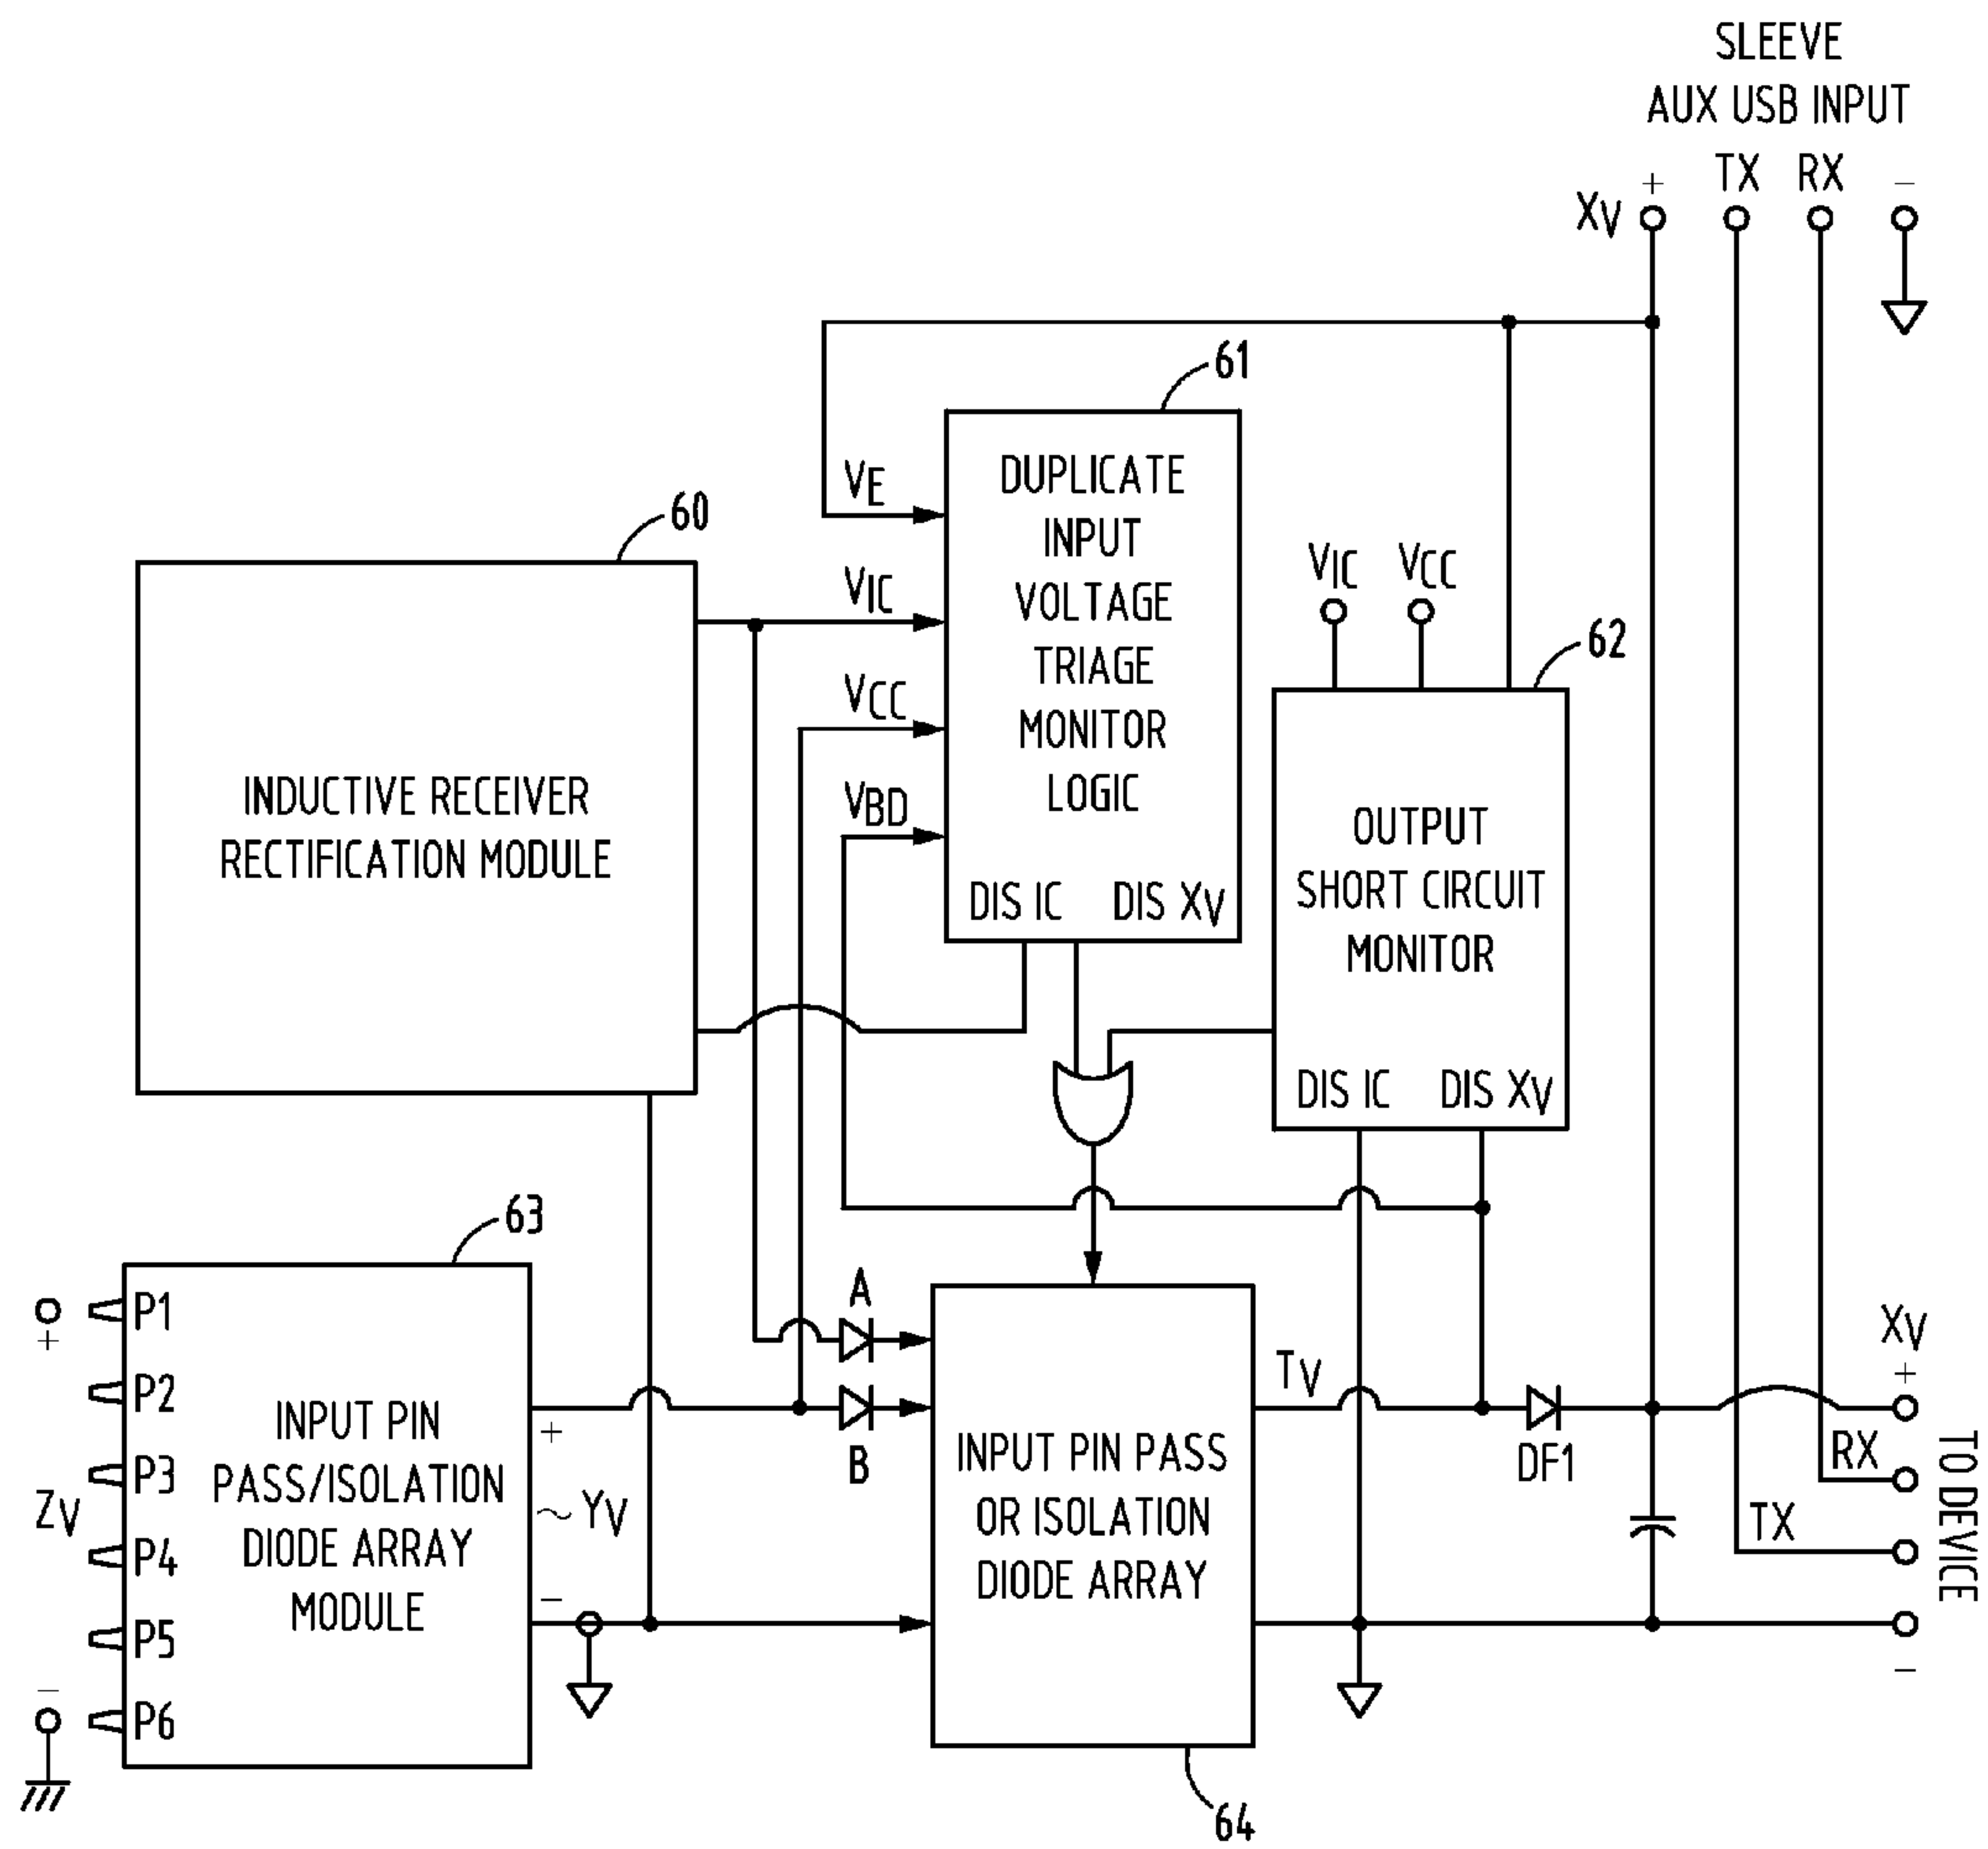 SLEEVE
AUX USB INPUT
XV + TX RX −
61
VE
DUPLICATE
INPUT
VOLTAGE
TRIAGE
MONITOR
LOGIC
DIS IC DIS XV
60
VIC
VCC
VBD
INDUCTIVE RECEIVER
RECTIFICATION MODULE
VIC VCC
62
OUTPUT
SHORT CIRCUIT
MONITOR
DIS IC DIS XV
63
+
P1
P2
P3
ZV
P4
P5
−
P6
INPUT PIN
PASS/ISOLATION
DIODE ARRAY
MODULE
+
~YV
−
A
B
INPUT PIN PASS
OR ISOLATION
DIODE ARRAY
64
TV
DF1
XV
+
RX
TX
−
TO DEVICE